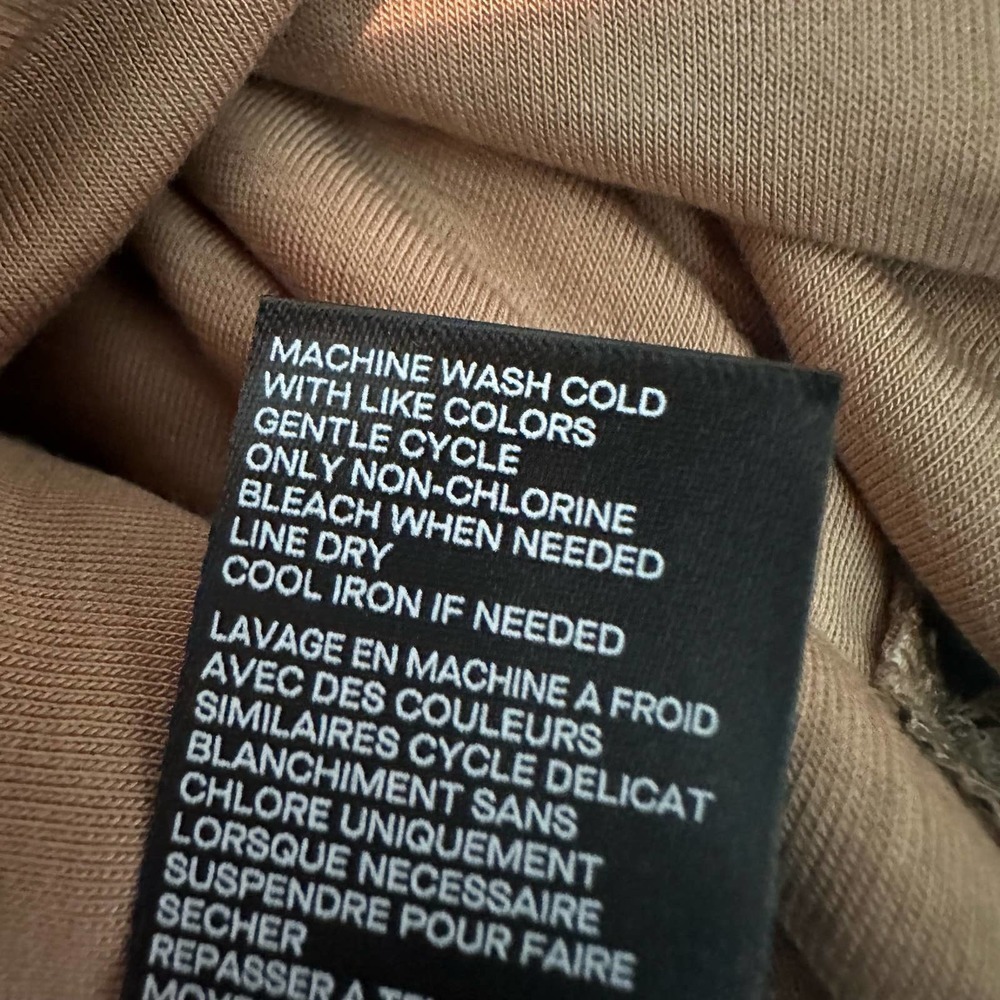 MACHINE WASH COLD
WITH LIKE COLORS
GENTLE CYCLE
ONLY NON-CHLORINE
BLEACH WHEN NEEDED
LINE DRY
COOL IRON IF NEEDED
LAVAGE EN MACHINE A FROID
AVEC DES COULEURS
SIMILAIRES CYCLE DELICAT
BLANCHIMENT SANS
CHLORE UNIQUEMENT
LORSQUE NECESSAIRE
SUSPENDRE POUR FAIRE
SECHER
REPASSER A